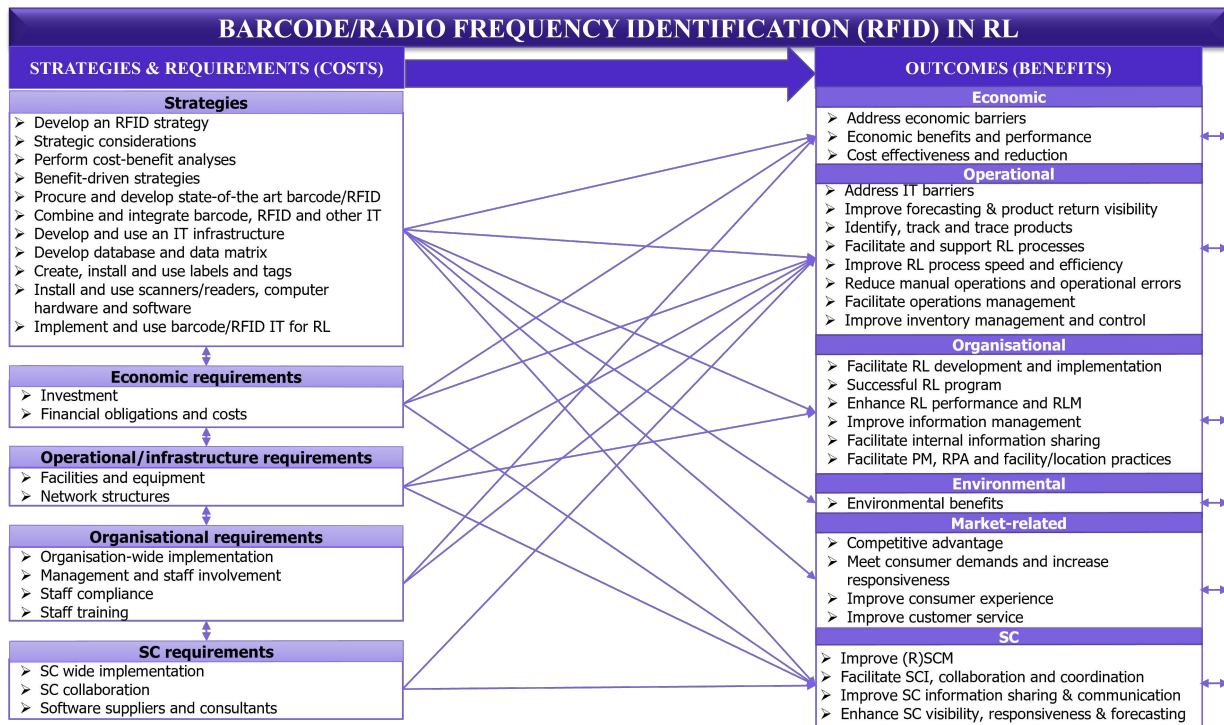 BARCODE/RADIO FREQUENCY IDENTIFICATION (RFID) IN RL
STRATEGIES & REQUIREMENTS (COSTS)
Strategies
➢ Develop an RFID strategy
➢ Strategic considerations
➢ Perform cost-benefit analyses
➢ Benefit-driven strategies
➢ Procure and develop state-of-the art barcode/RFID
➢ Combine and integrate barcode, RFID and other IT
➢ Develop and use an IT infrastructure
➢ Develop database and data matrix
➢ Create, install and use labels and tags
➢ Install and use scanners/readers, computer
hardware and software
➢ Implement and use barcode/RFID IT for RL
Economic requirements
➢ Investment
➢ Financial obligations and costs
Operational/infrastructure requirements
➢ Facilities and equipment
➢ Network structures
Organisational requirements
➢ Organisation-wide implementation
➢ Management and staff involvement
➢ Staff compliance
➢ Staff training
SC requirements
➢ SC wide implementation
➢ SC collaboration
➢ Software suppliers and consultants
OUTCOMES (BENEFITS)
Economic
➢ Address economic barriers
➢ Economic benefits and performance
➢ Cost effectiveness and reduction
Operational
➢ Address IT barriers
➢ Improve forecasting & product return visibility
➢ Identify, track and trace products
➢ Facilitate and support RL processes
➢ Improve RL process speed and efficiency
➢ Reduce manual operations and operational errors
➢ Facilitate operations management
➢ Improve inventory management and control
Organisational
➢ Facilitate RL development and implementation
➢ Successful RL program
➢ Enhance RL performance and RLM
➢ Improve information management
➢ Facilitate internal information sharing
➢ Facilitate PM, RPA and facility/location practices
Environmental
➢ Environmental benefits
Market-related
➢ Competitive advantage
➢ Meet consumer demands and increase
responsiveness
➢ Improve consumer experience
➢ Improve customer service
SC
➢ Improve (R)SCM
➢ Facilitate SCI, collaboration and coordination
➢ Improve SC information sharing & communication
➢ Enhance SC visibility, responsiveness & forecasting